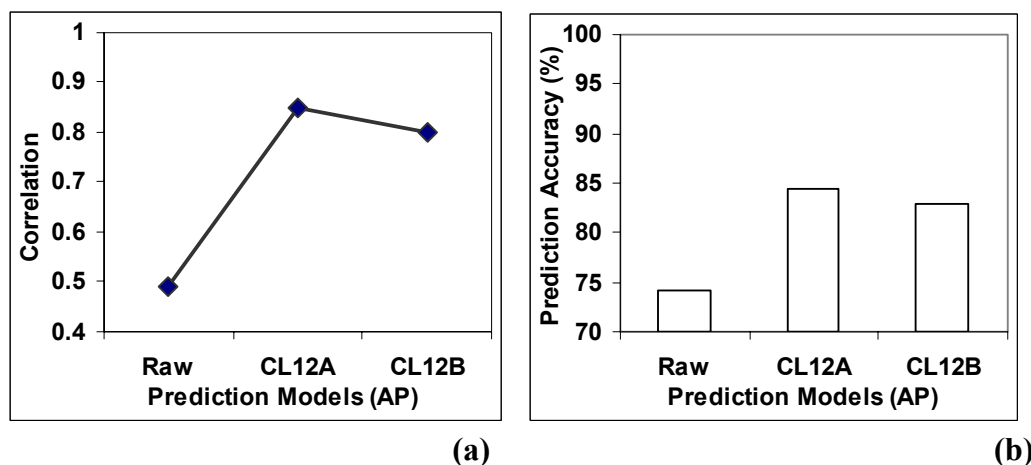 1
0.9
0.8
0.7
0.6
0.5
0.4
Correlation
Raw CL12A CL12B
Prediction Models (AP)
(a)
100
95
90
85
80
75
70
Prediction Accuracy (%)
Raw CL12A CL12B
Prediction Models (AP)
(b)